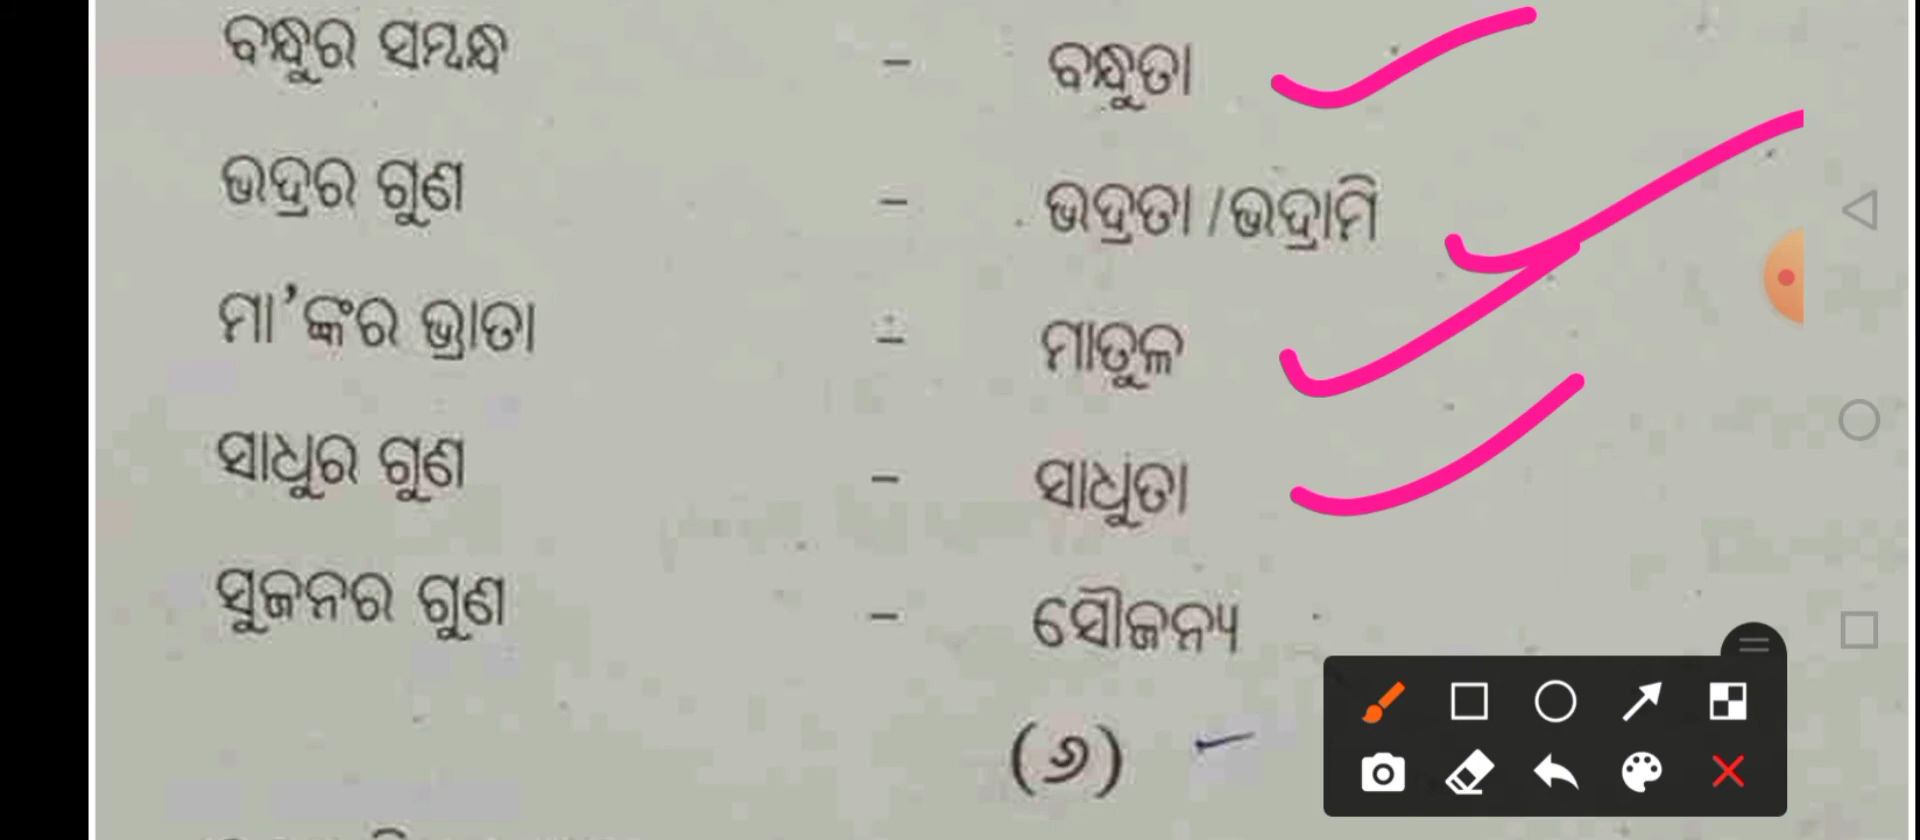 ବନ୍ଧୁର ସମ୍ବନ୍ଧ – ବନ୍ଧୁତା
ଭଦ୍ରର ଗୁଣ – ଭଦ୍ରତା /ଭଦ୍ରାମି
ମା’ଙ୍କର ଭ୍ରାତା – ମାତୁଳ
ସାଧୁର ଗୁଣ – ସାଧୁତା
ସୁଜନର ଗୁଣ – ସୌଜନ୍ୟ
(୬)